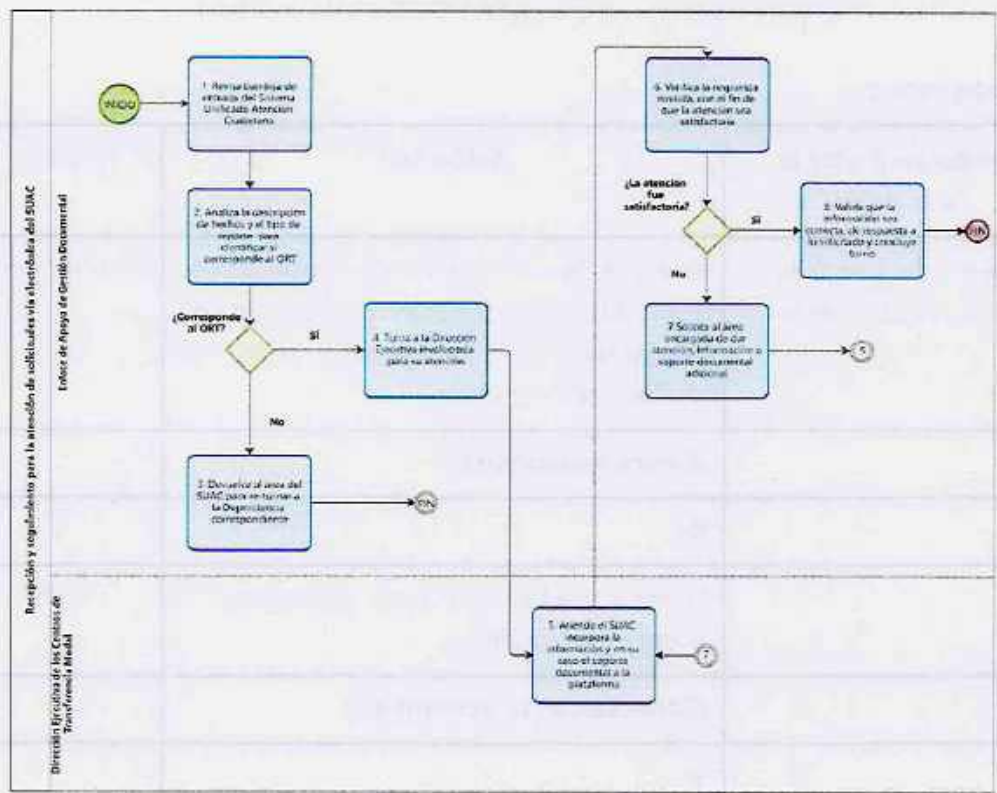 Recepción y seguimiento para la atención de solicitudes vía electrónica del SUAC
Enlace de Apoyo de Gestión Documental
INICIO
1. Revisa bandeja de
entrada del Sistema
Unificado Atención
Ciudadana
2. Analiza la descripción
de hechos y el tipo de
reporte para
identificar si
corresponde al ORT
¿Corresponde
al ORT?
Sí
4. Turna a la Dirección
Ejecutiva involucrada
para su atención
No
3. Devuelve al área del
SUAC para re turnar a
la Dependencia
correspondiente
FIN
6. Verifica la respuesta
enviada, con el fin de
que la atención sea
satisfactoria
¿La atención
fue
satisfactoria?
Sí
8. Valida que la
información sea
correcta, da respuesta a
lo solicitado y concluye
turno
FIN
No
7 Solicita al área
encargada de dar
atención, información o
soporte documental
adicional
5
Dirección Ejecutiva de los Centros de
Transferencia Modal
5. Atiende el SUAC
incorpora la
información y en su
caso el soporte
documental a la
plataforma
7